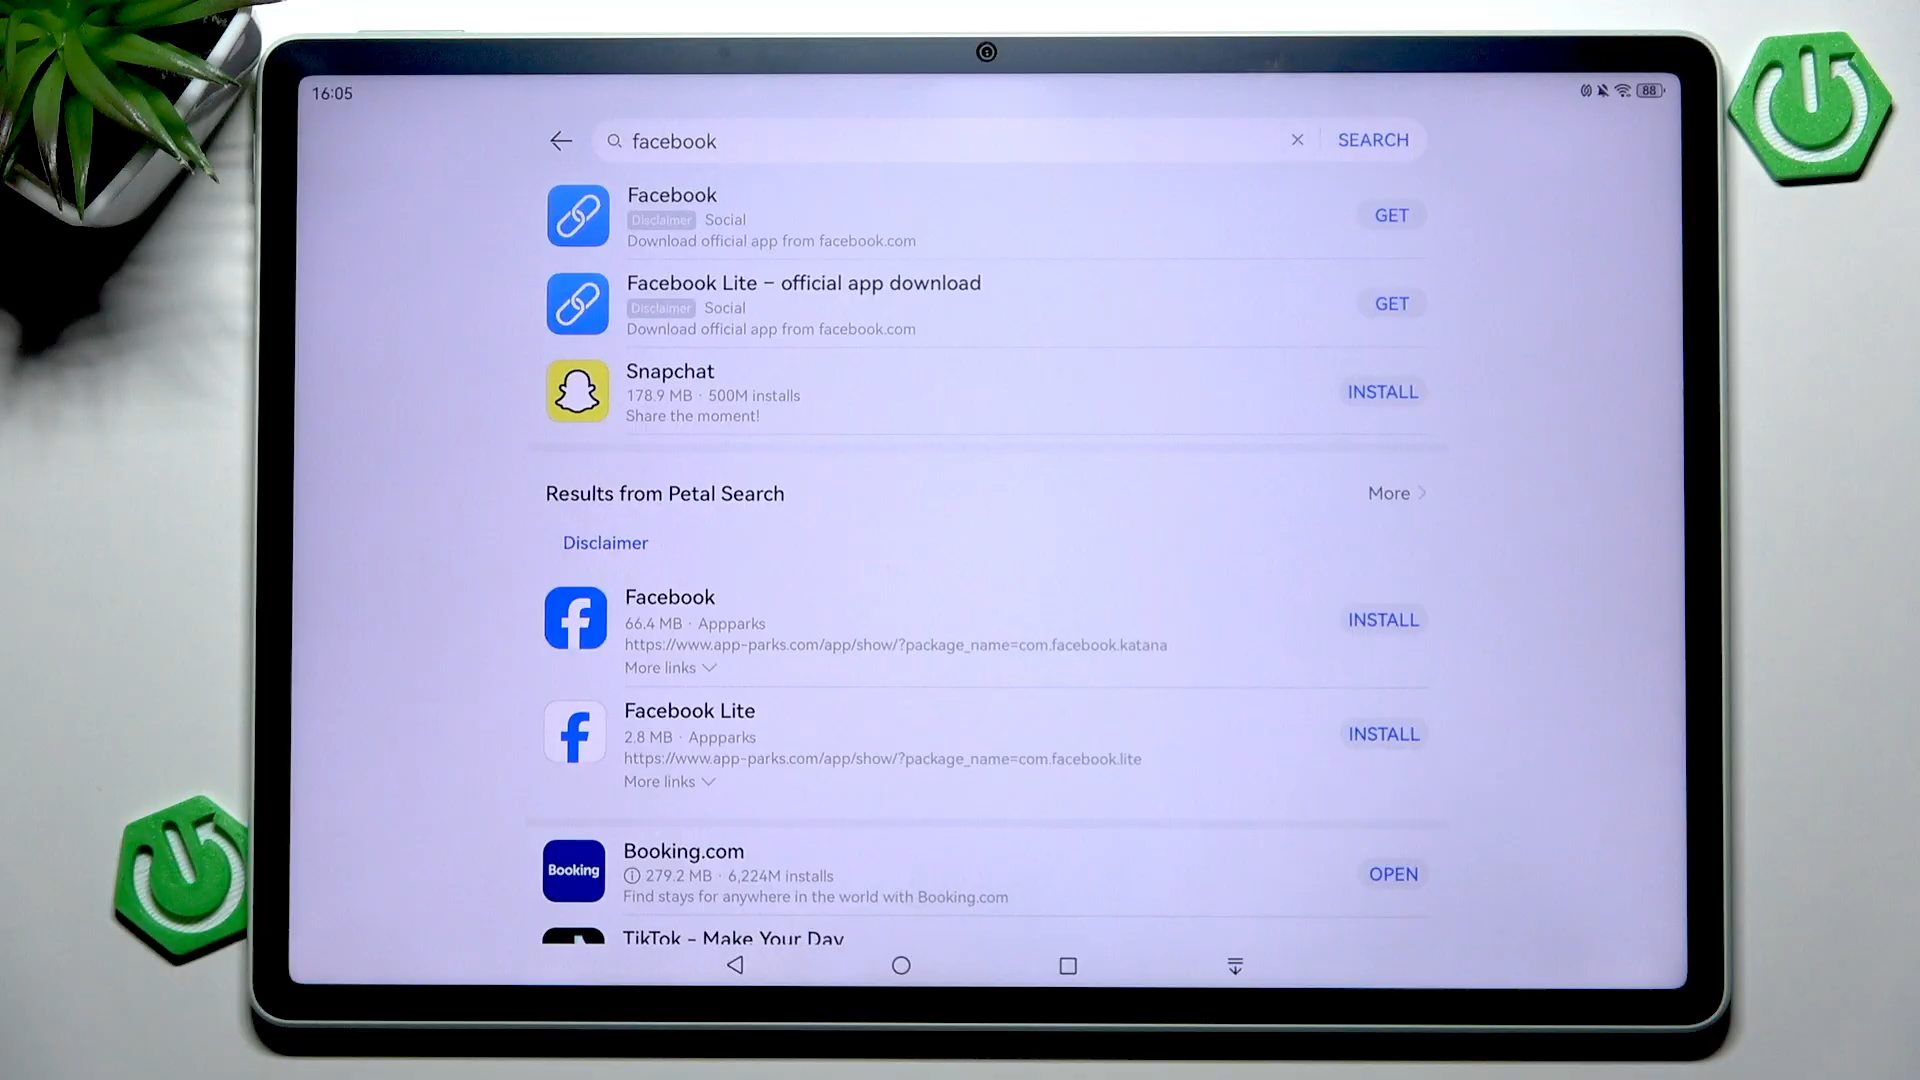 16:05
88
facebook
SEARCH
Facebook
Disclaimer Social
Download official app from facebook.com
GET
Facebook Lite – official app download
Disclaimer Social
Download official app from facebook.com
GET
Snapchat
178.9 MB · 500M installs
Share the moment!
INSTALL
Results from Petal Search
More
Disclaimer
Facebook
66.4 MB · Appparks
https://www.app-parks.com/app/show/?package_name=com.facebook.katana
More links
INSTALL
Facebook Lite
2.8 MB · Appparks
https://www.app-parks.com/app/show/?package_name=com.facebook.lite
More links
INSTALL
Booking
Booking.com
279.2 MB · 6,224M installs
Find stays for anywhere in the world with Booking.com
OPEN
TikTok - Make Your Day